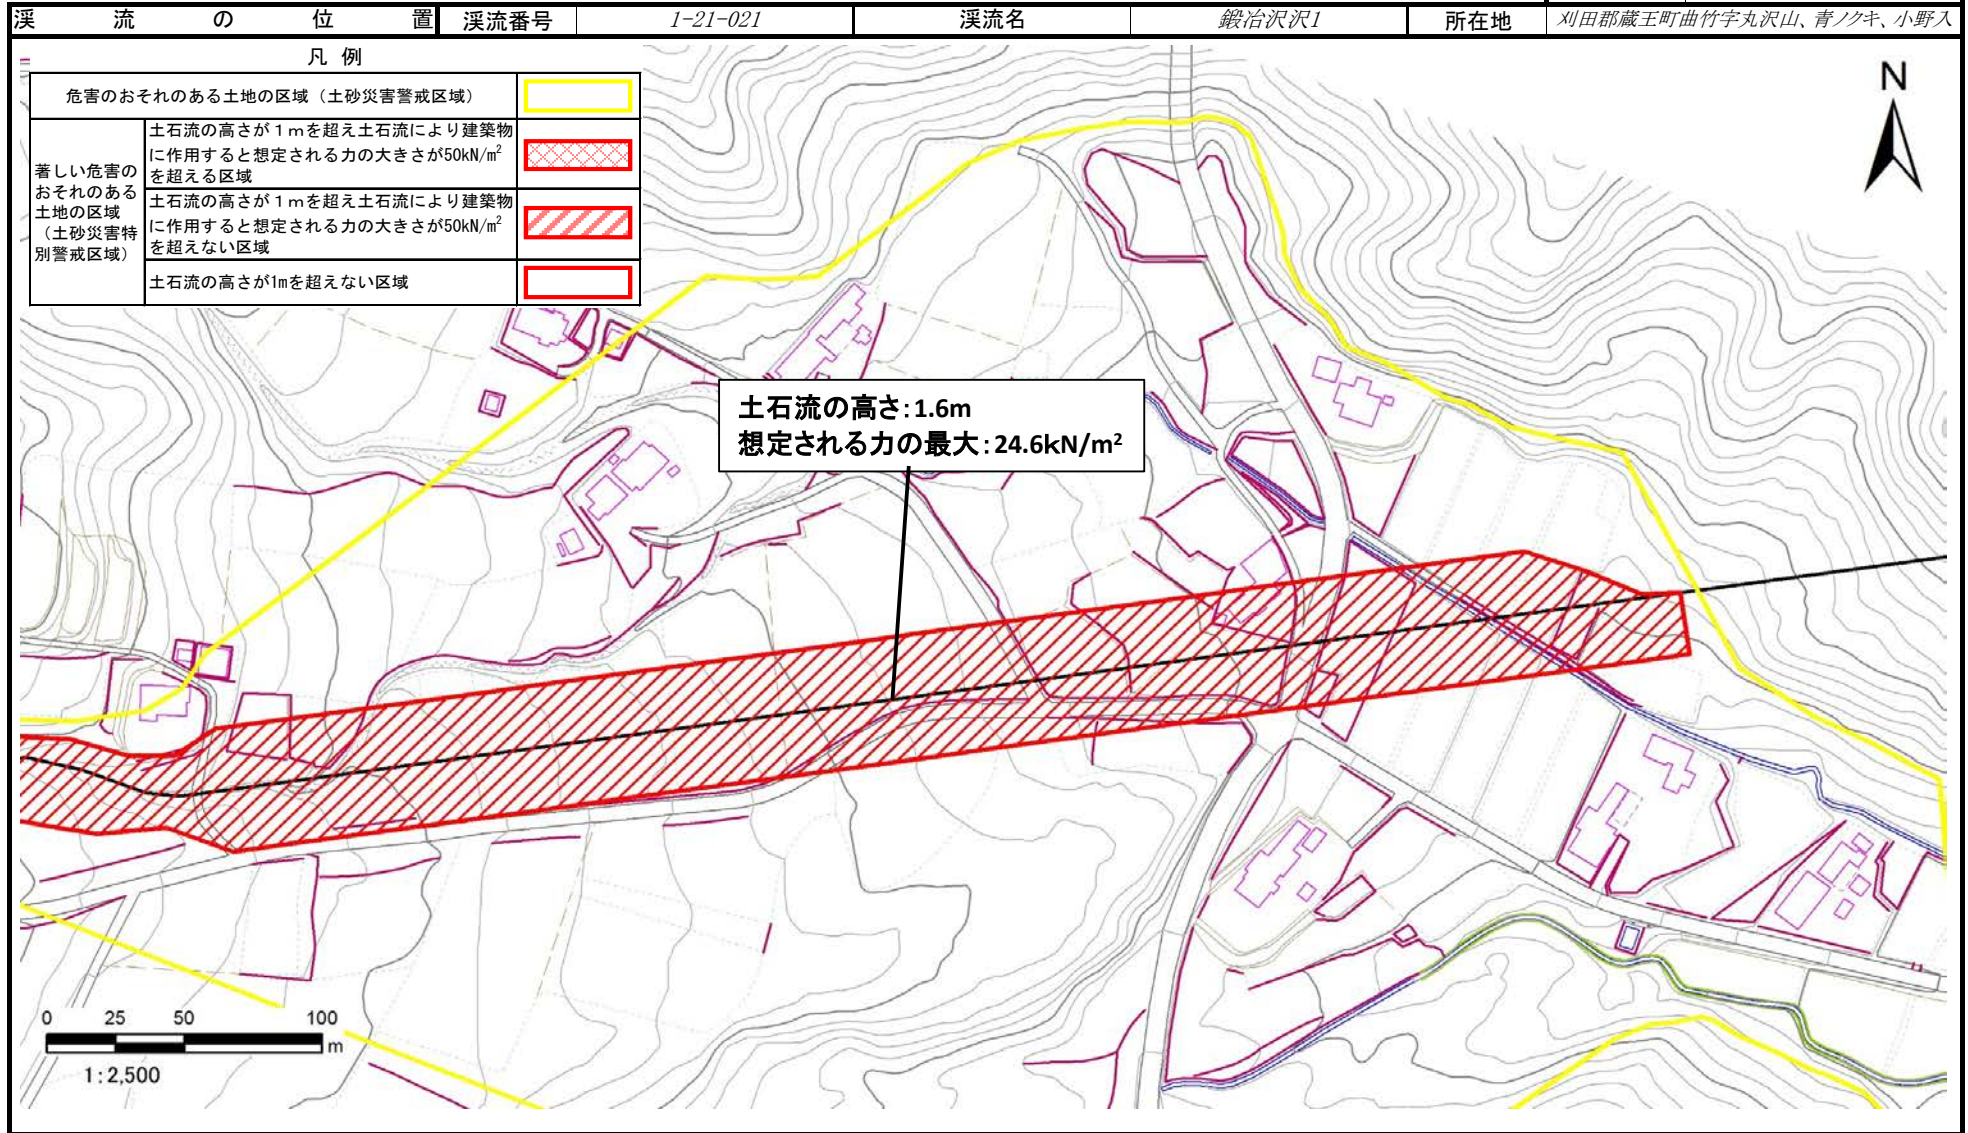 渓流の位置 渓流番号 1-21-021 渓流名 鍛冶沢沢1 所在地 刈田郡蔵王町曲竹字丸沢山、青ノクキ、小野入
凡 例
危害のおそれのある土地の区域（土砂災害警戒区域）
著しい危害の
おそれのある
土地の区域
（土砂災害特
別警戒区域）
土石流の高さが１ｍを超え土石流により建築物
に作用すると想定される力の大きさが50kN/m²
を超える区域
土石流の高さが１ｍを超え土石流により建築物
に作用すると想定される力の大きさが50kN/m²
を超えない区域
土石流の高さが1mを超えない区域
N
土石流の高さ:1.6m
想定される力の最大:24.6kN/m²
0 25 50 100
m
1:2,500